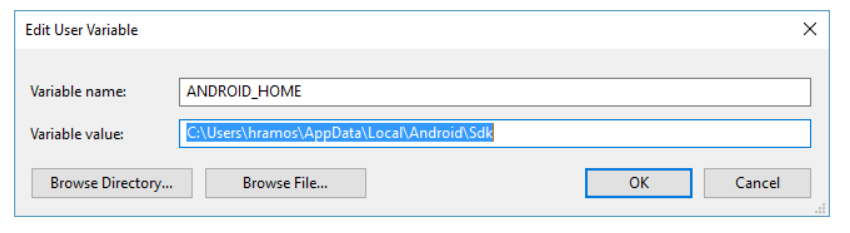 Edit User Variable
Variable name: ANDROID_HOME
Variable value: C:\Users\hramos\AppData\Local\Android\Sdk
Browse Directory... Browse File... OK Cancel